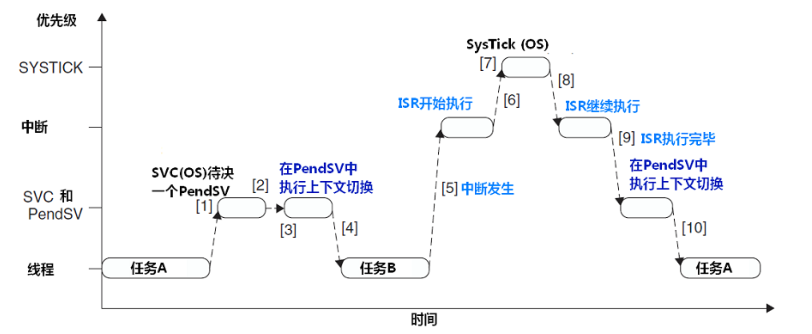 优先级
SysTick (OS)
SYSTICK
[7]
[8]
ISR开始执行
[6]
ISR继续执行
中断
[9] ISR执行完毕
SVC(OS)待决
一个PendSV
[2]
在PendSV中
执行上下文切换
在PendSV中
执行上下文切换
[5] 中断发生
SVC 和
PendSV
[1]
[3]
[4]
[10]
线程
任务A
任务B
任务A
时间